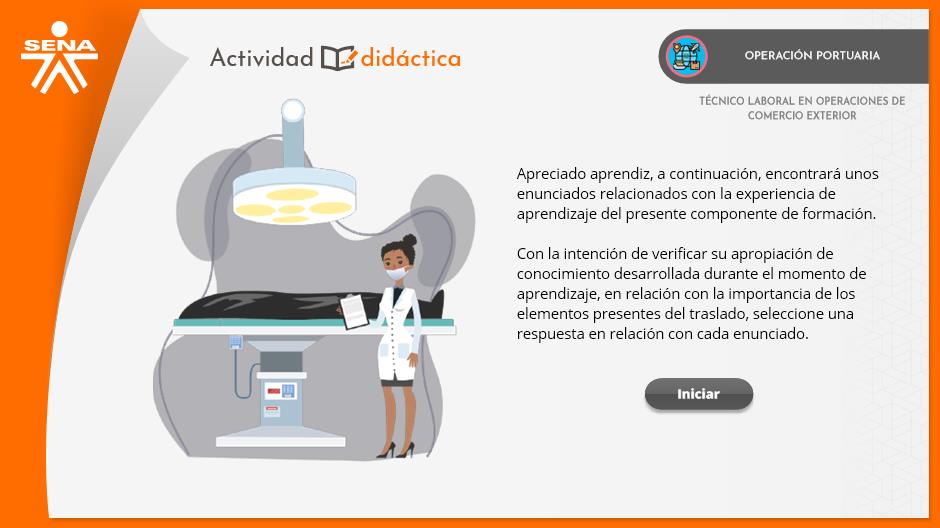 SENA
Actividad didáctica
OPERACIÓN PORTUARIA
TÉCNICO LABORAL EN OPERACIONES DE
COMERCIO EXTERIOR
Apreciado aprendiz, a continuación, encontrará unos
enunciados relacionados con la experiencia de
aprendizaje del presente componente de formación.
Con la intención de verificar su apropiación de
conocimiento desarrollada durante el momento de
aprendizaje, en relación con la importancia de los
elementos presentes del traslado, seleccione una
respuesta en relación con cada enunciado.
Iniciar